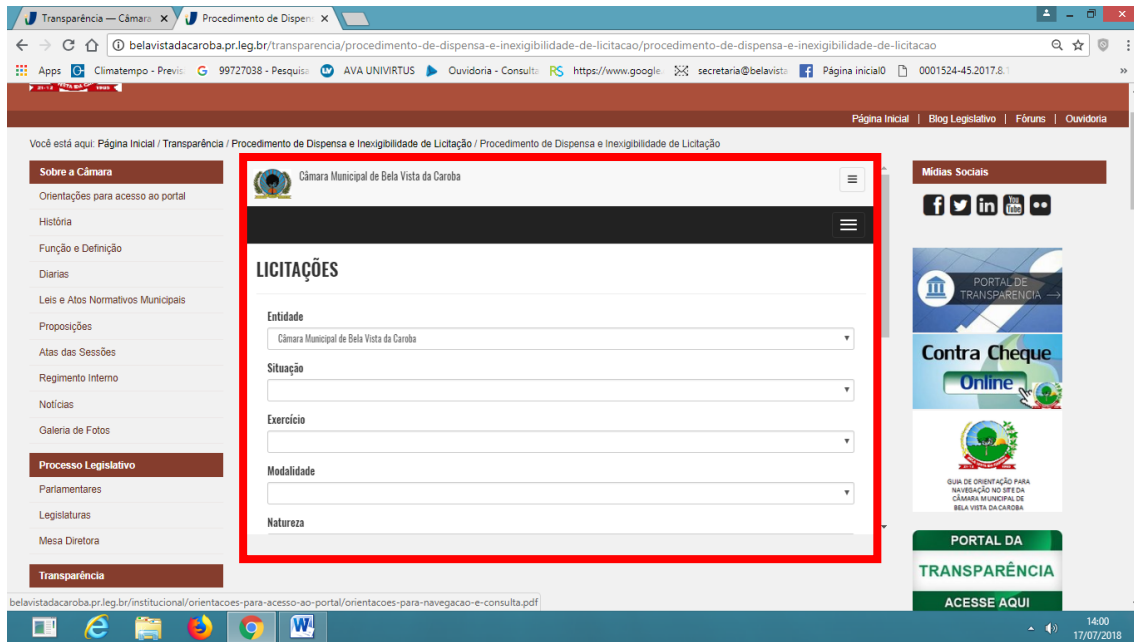 Transparência — Câmara
Procedimento de Dispens
belavistadacaroba.pr.leg.br/transparencia/procedimento-de-dispensa-e-inexigibilidade-de-licitacao/procedimento-de-dispensa-e-inexigibilidade-de-licitacao
Apps Climatempo - Previs 99727038 - Pesquisa AVA UNIVIRTUS Ouvidoria - Consulta https://www.google. secretaria@belavista Página inicial0 0001524-45.2017.8.1
Página Inicial | Blog Legislativo | Fóruns | Ouvidoria
Você está aqui: Página Inicial / Transparência / Procedimento de Dispensa e Inexigibilidade de Licitação / Procedimento de Dispensa e Inexigibilidade de Licitação
Sobre a Câmara
Orientações para acesso ao portal
História
Função e Definição
Diarias
Leis e Atos Normativos Municipais
Proposições
Atas das Sessões
Regimento Interno
Notícias
Galeria de Fotos
Processo Legislativo
Parlamentares
Legislaturas
Mesa Diretora
Transparência
Câmara Municipal de Bela Vista da Caroba
LICITAÇÕES
Entidade
Câmara Municipal de Bela Vista da Caroba
Situação
Exercício
Modalidade
Natureza
Mídias Sociais
You
Tube
PORTAL DE
TRANSPARENCIA
Contra Cheque
Online
GUIA DE ORIENTAÇÃO PARA
NAVEGAÇÃO NO SITE DA
CÂMARA MUNICIPAL DE
BELA VISTA DA CAROBA
PORTAL DA
TRANSPARÊNCIA
ACESSE AQUI
belavistadacaroba.pr.leg.br/institucional/orientacoes-para-acesso-ao-portal/orientacoes-para-navegacao-e-consulta.pdf
14:00
17/07/2018